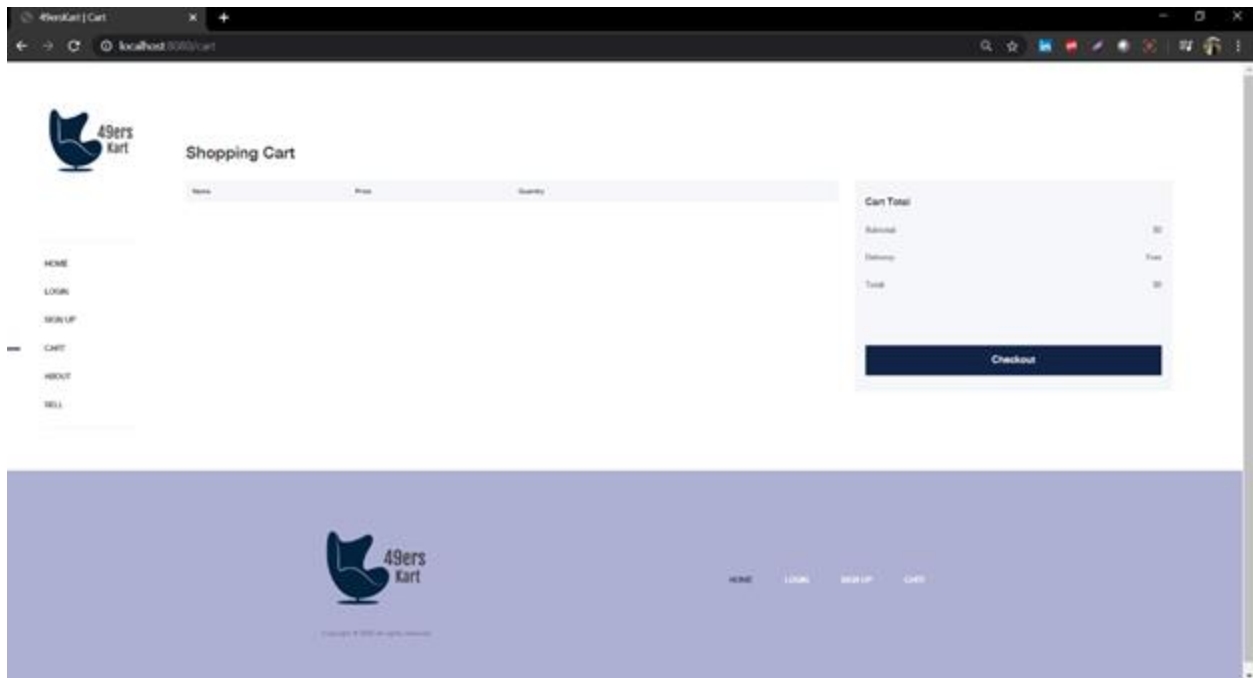 49ersKart | Cart
localhost:8080/cart
49ers
Kart
Shopping Cart
Name Price Quantity
Cart Total
Subtotal $0
Delivery Free
Total $0
Checkout
HOME
LOGIN
SIGN UP
CART
ABOUT
SELL
49ers
Kart
HOME LOGIN SIGN UP CART